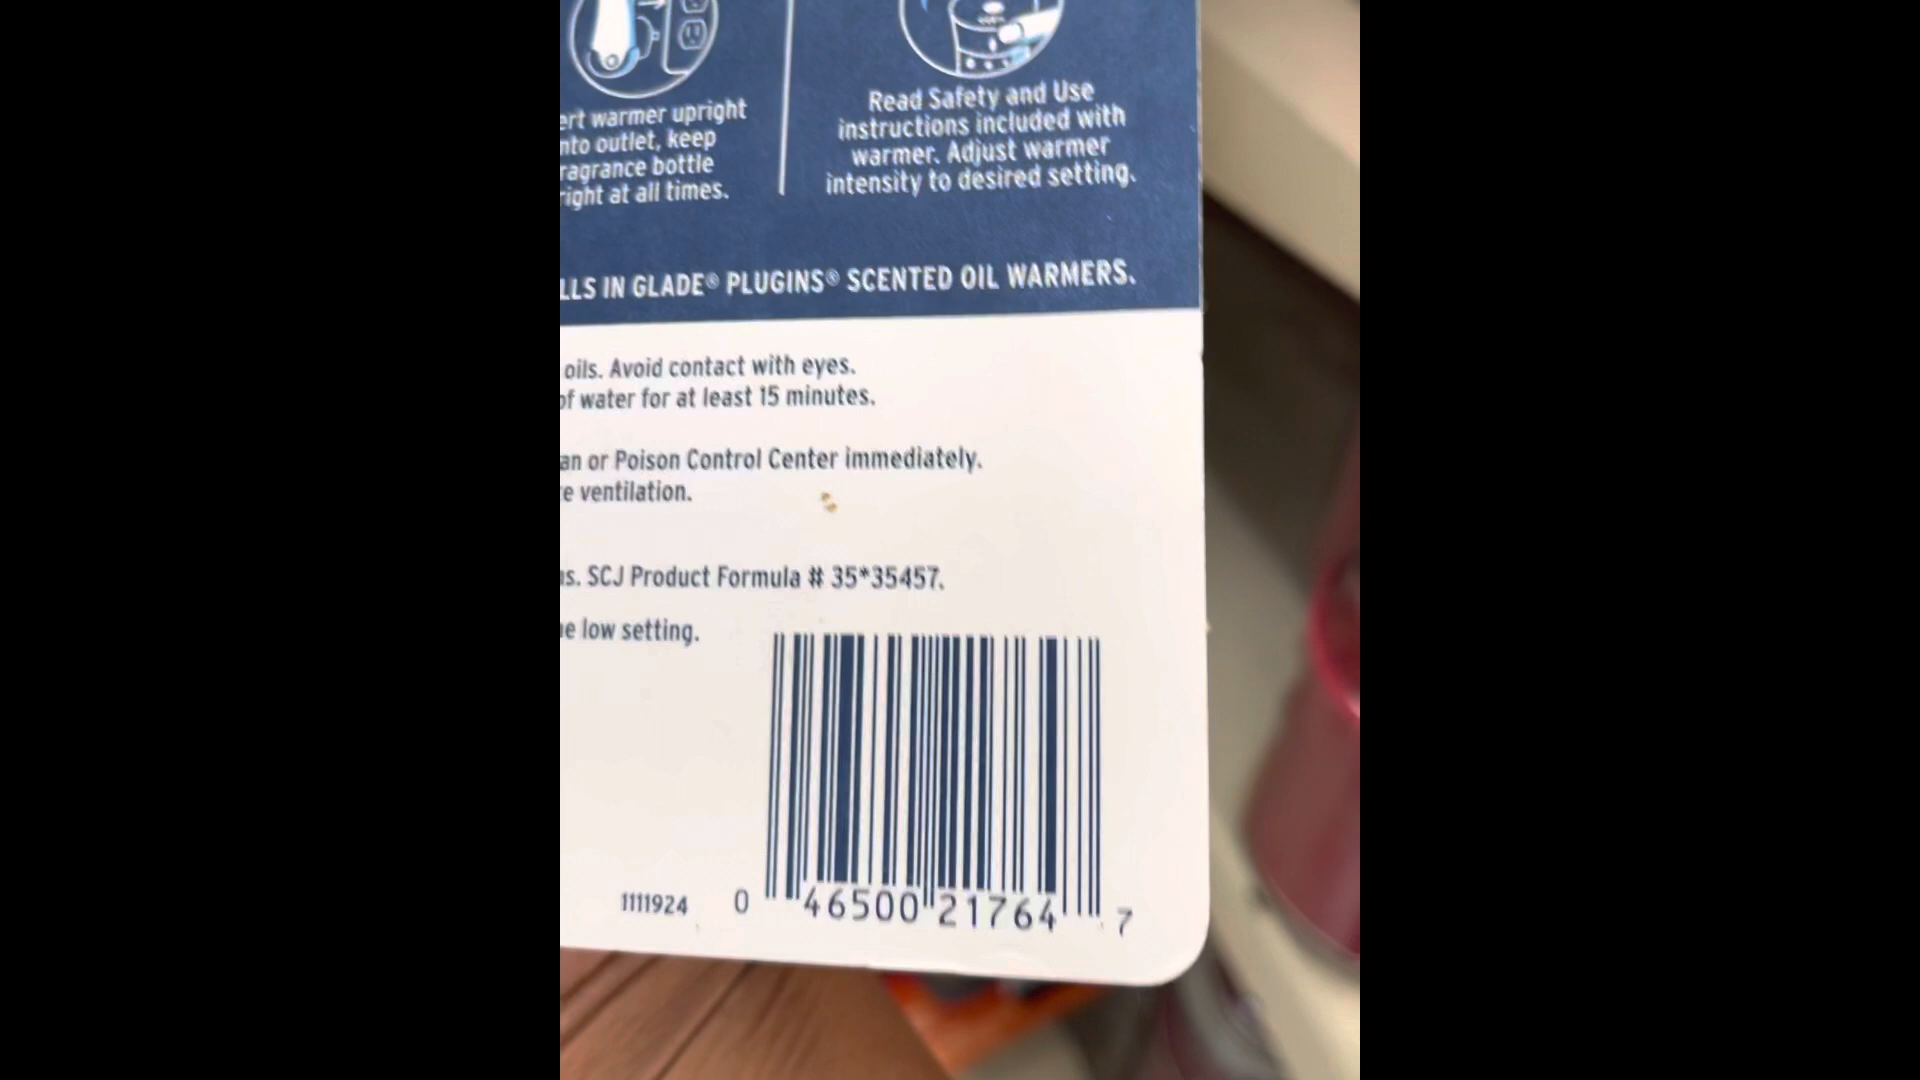 ert warmer upright
nto outlet, keep
ragrance bottle
right at all times.
Read Safety and Use
instructions included with
warmer. Adjust warmer
intensity to desired setting.
LLS IN GLADE® PLUGINS® SCENTED OIL WARMERS.
oils. Avoid contact with eyes.
of water for at least 15 minutes.
an or Poison Control Center immediately.
e ventilation.
s. SCJ Product Formula # 35*35457.
e low setting.
1111924
0 46500 21764 7